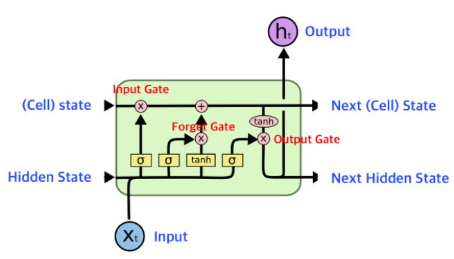 ht
Output
Input Gate
(Cell) state
x
+
Next (Cell) State
tanh
Forget Gate
x
x
Output Gate
σ
σ
tanh
σ
Hidden State
Next Hidden State
Xt
Input